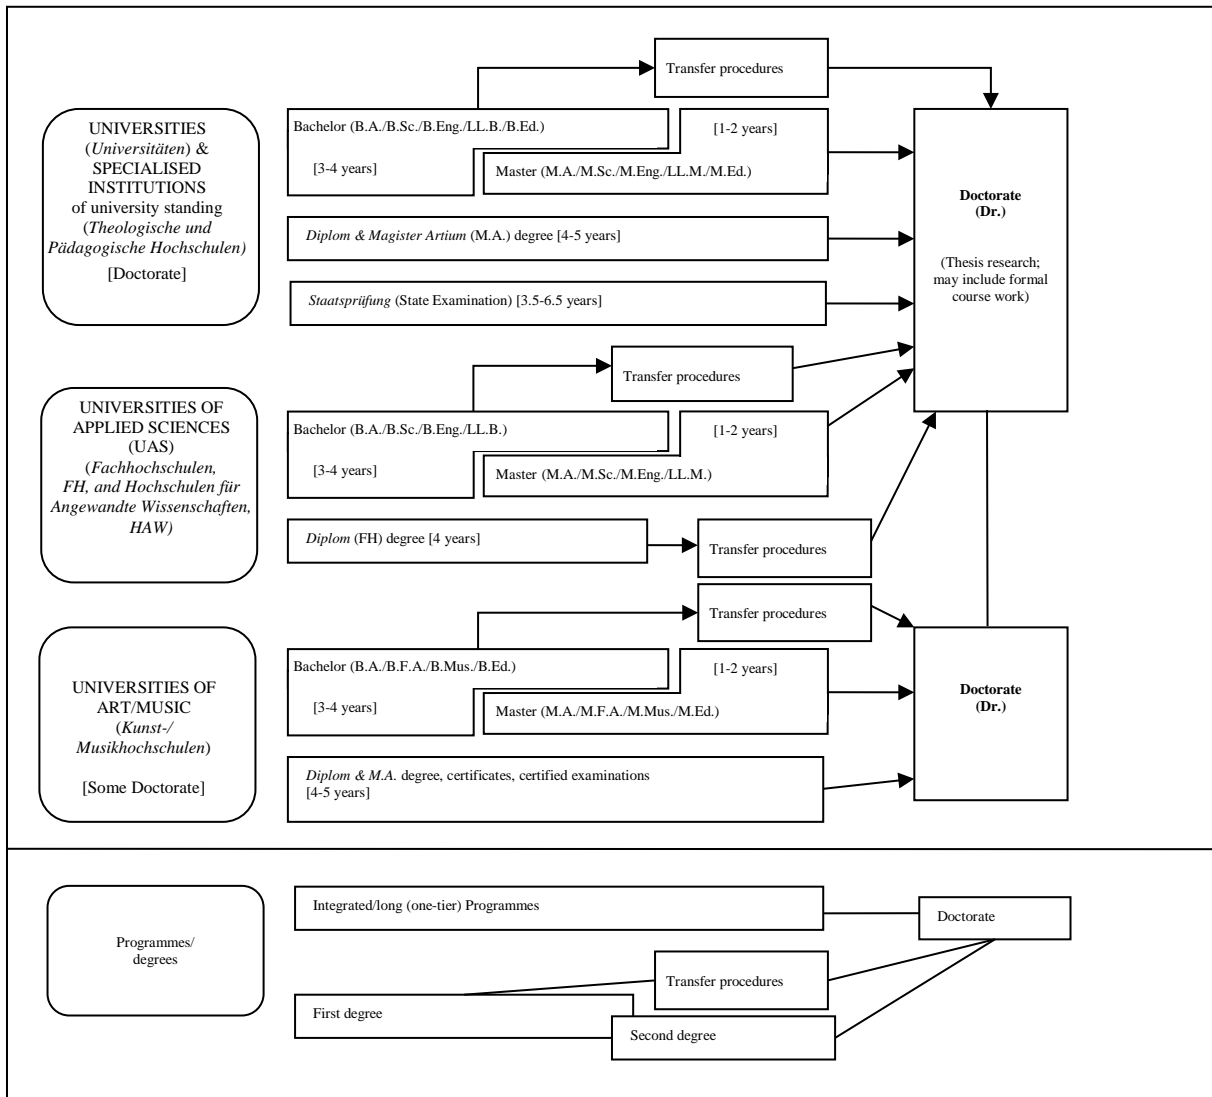 Transfer procedures
UNIVERSITIES
(Universitäten) &
SPECIALISED
INSTITUTIONS
of university standing
(Theologische und
Pädagogische Hochschulen)
[Doctorate]
Bachelor (B.A./B.Sc./B.Eng./LL.B./B.Ed.)
[1-2 years]
[3-4 years]
Master (M.A./M.Sc./M.Eng./LL.M./M.Ed.)
Diplom & Magister Artium (M.A.) degree [4-5 years]
Staatsprüfung (State Examination) [3.5-6.5 years]
Doctorate
(Dr.)
(Thesis research;
may include formal
course work)
Transfer procedures
UNIVERSITIES OF
APPLIED SCIENCES
(UAS)
(Fachhochschulen,
FH, and Hochschulen für
Angewandte Wissenschaften,
HAW)
Bachelor (B.A./B.Sc./B.Eng./LL.B.)
[1-2 years]
[3-4 years]
Master (M.A./M.Sc./M.Eng./LL.M.)
Diplom (FH) degree [4 years]
Transfer procedures
Transfer procedures
UNIVERSITIES OF
ART/MUSIC
(Kunst-/
Musikhochschulen)
[Some Doctorate]
Bachelor (B.A./B.F.A./B.Mus./B.Ed.)
[1-2 years]
[3-4 years]
Master (M.A./M.F.A./M.Mus./M.Ed.)
Diplom & M.A. degree, certificates, certified examinations
[4-5 years]
Doctorate
(Dr.)
Programmes/
degrees
Integrated/long (one-tier) Programmes
Doctorate
Transfer procedures
First degree
Second degree